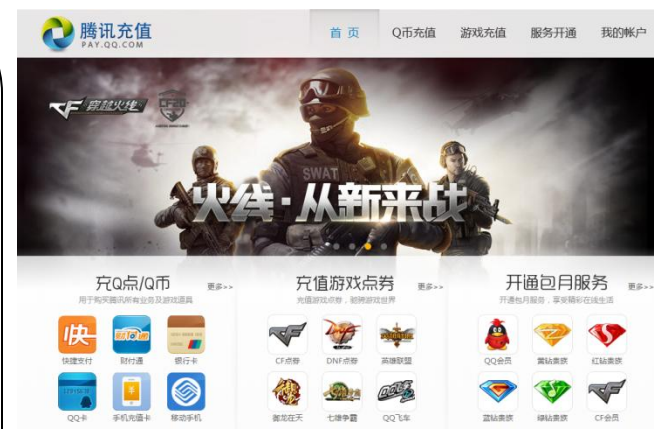 腾讯充值
PAY.QQ.COM
首 页
Q币充值
游戏充值
服务开通
我的帐户
CF 穿越火线
SWAT
火线·从新来战
充Q点/Q币
更多>>
用于购买腾讯所有业务及游戏道具
快
快捷支付
财付通
银行卡
QQ卡
手机充值卡
移动手机
充值游戏点券
更多>>
充值游戏点券，驰骋游戏世界
CF点券
DNF点券
英雄联盟
御龙在天
七雄争霸
QQ飞车
开通包月服务
更多>>
开通包月服务，享受精彩在线生活
QQ会员
黄钻贵族
红钻贵族
蓝钻贵族
绿钻贵族
CF会员